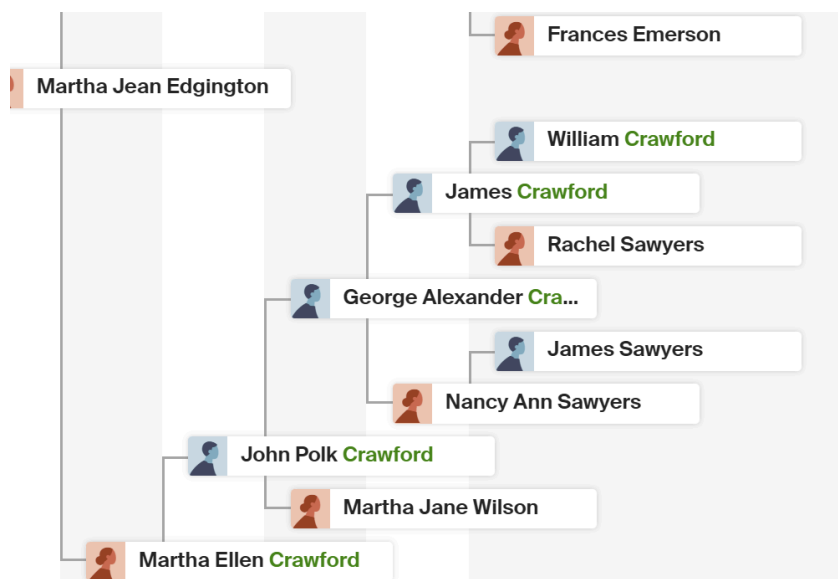 Frances Emerson
Martha Jean Edgington
William Crawford
James Crawford
Rachel Sawyers
George Alexander Cra...
James Sawyers
Nancy Ann Sawyers
John Polk Crawford
Martha Jane Wilson
Martha Ellen Crawford